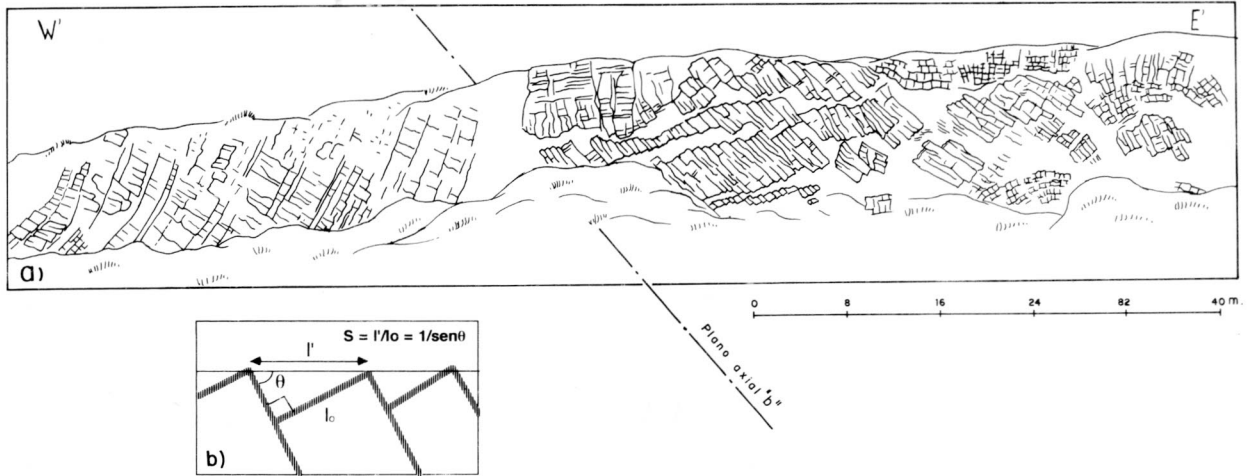 W'
E'
a)
0 8 16 24 82 40 m.
Plano axial "b"
S = l'/lo = 1/senθ
l'
θ
lo
b)